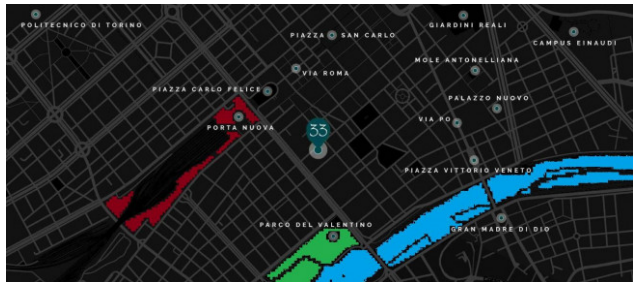 POLITECNICO DI TORINO
PIAZZA SAN CARLO
GIARDINI REALI
CAMPUS EINAUDI
MOLE ANTONELLIANA
VIA ROMA
PIAZZA CARLO FELICE
PALAZZO NUOVO
PORTA NUOVA
33
VIA PO
PIAZZA VITTORIO VENETO
PARCO DEL VALENTINO
GRAN MADRE DI DIO